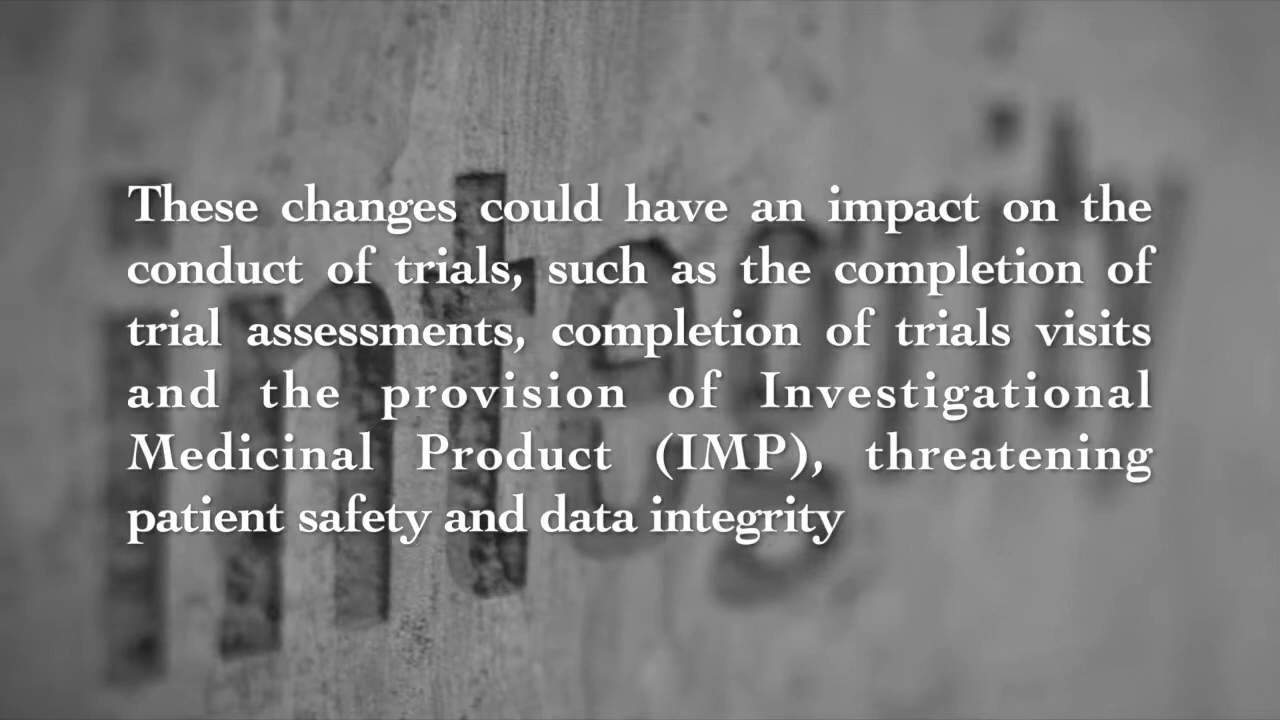 These changes could have an impact on the
conduct of trials, such as the completion of
trial assessments, completion of trials visits
and the provision of Investigational
Medicinal Product (IMP), threatening
patient safety and data integrity
integrity